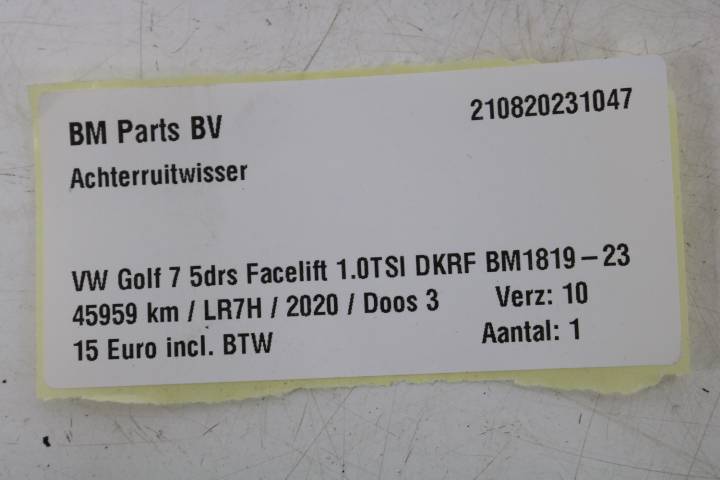 BM Parts BV 210820231047
Achterruitwisser
VW Golf 7 5drs Facelift 1.0TSI DKRF BM1819-23
45959 km / LR7H / 2020 / Doos 3 Verz: 10
15 Euro incl. BTW Aantal: 1